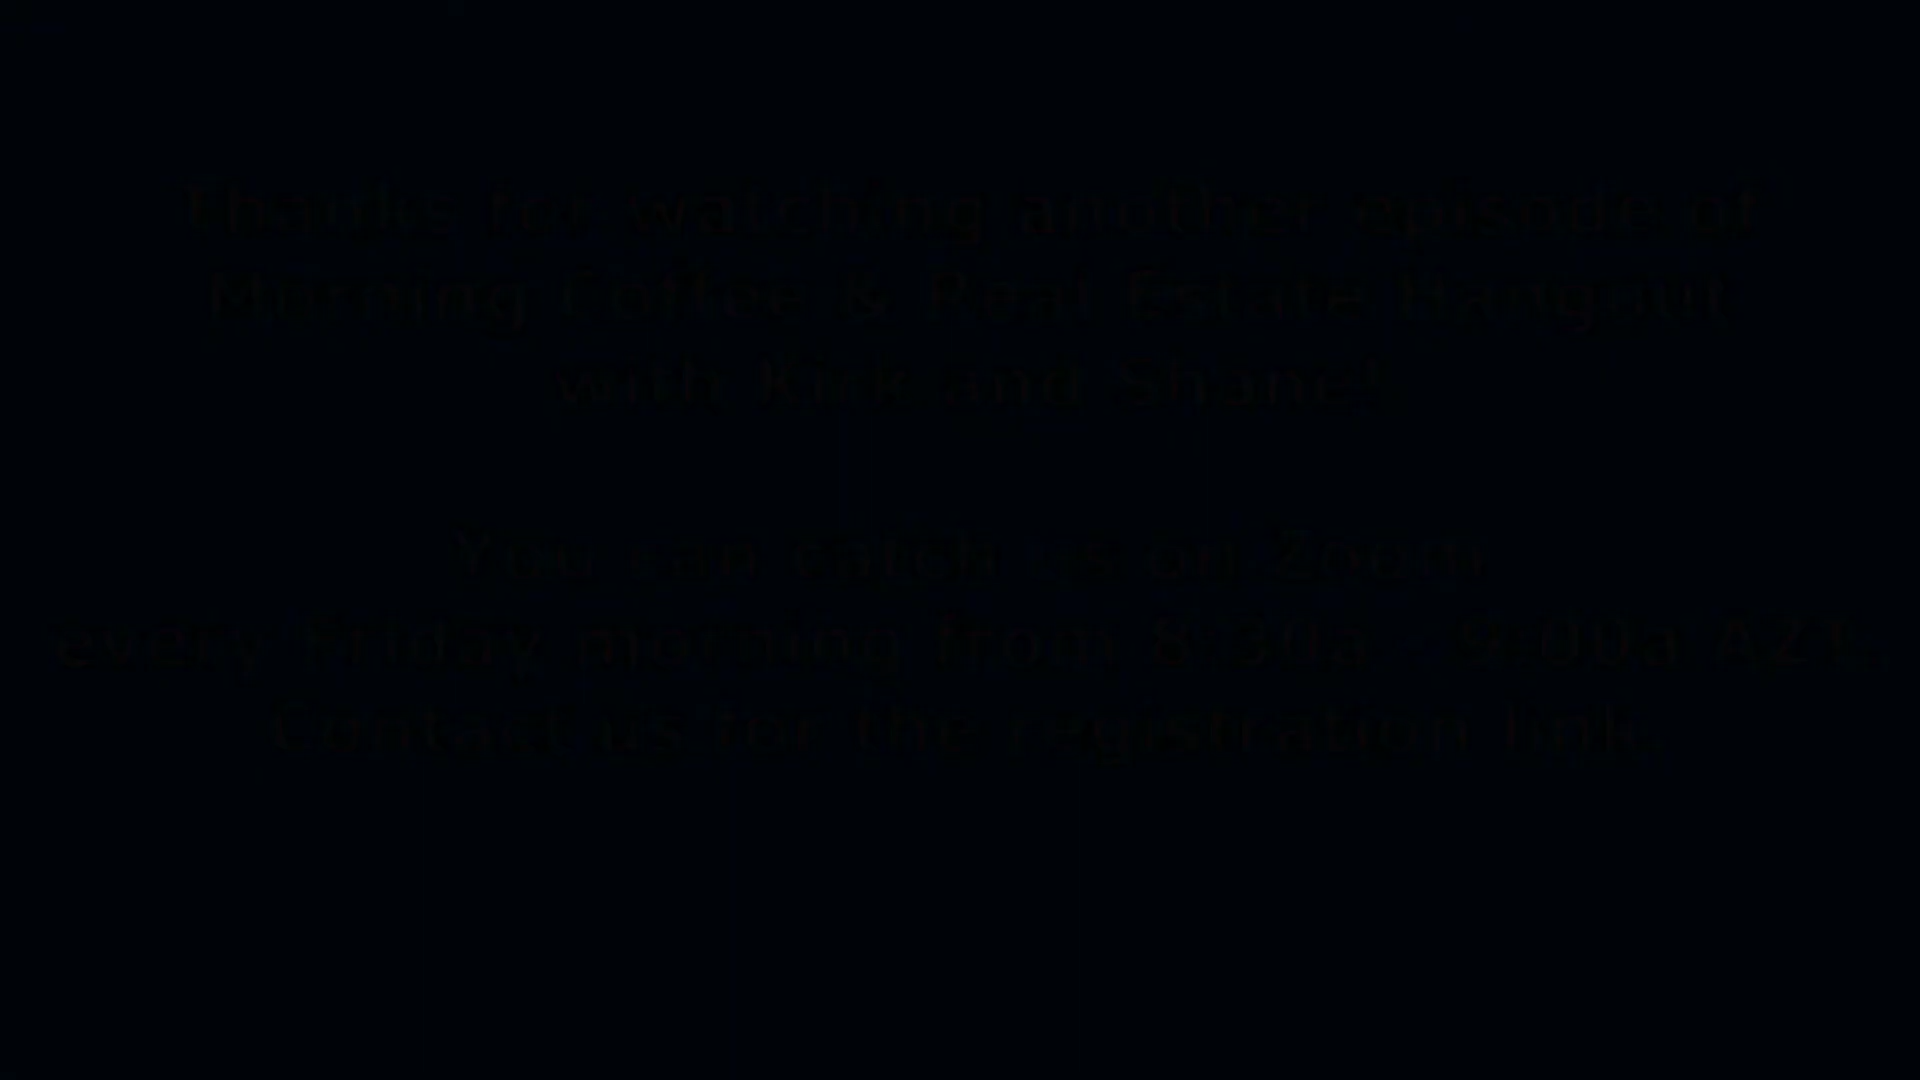 Thanks for watching another episode of
Morning Coffee & Real Estate Hangout
with Kirk and Shane!
You can catch us on Zoom
every Friday morning from 8:30a - 9:00a AZT.
Contact us for the registration link.